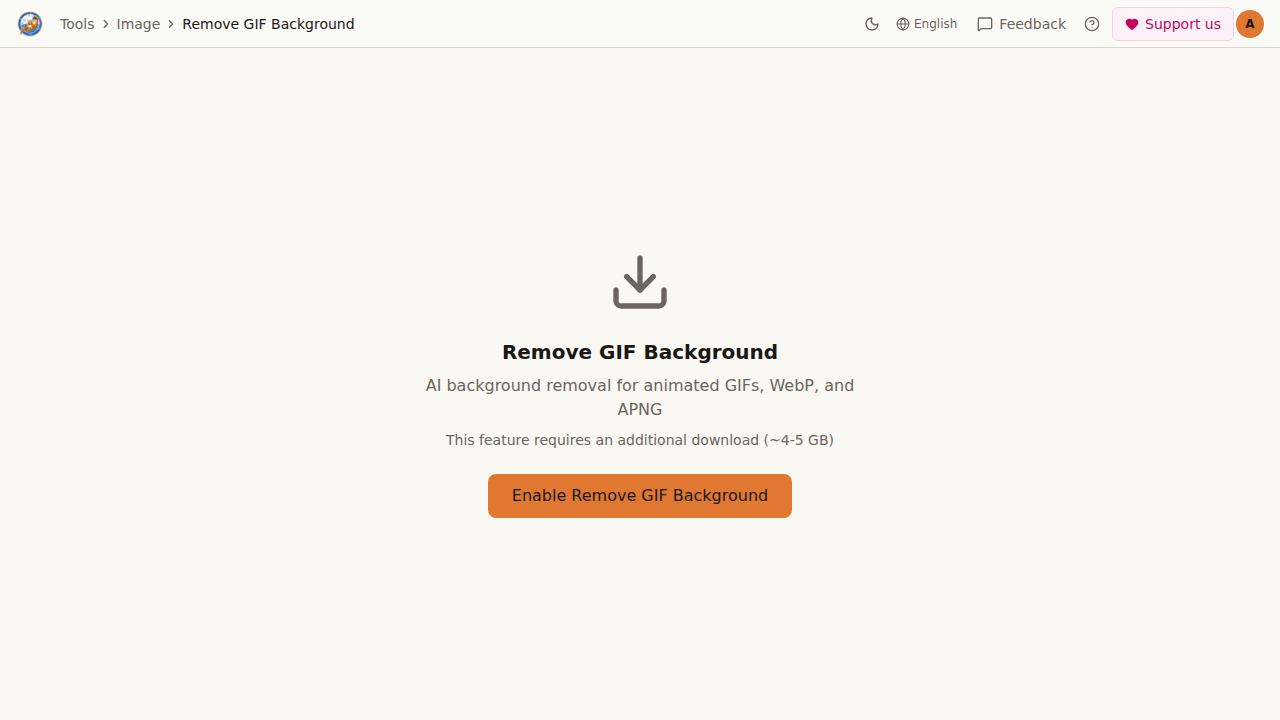 Tools > Image > Remove GIF Background
English
Feedback
Support us
A
Remove GIF Background
AI background removal for animated GIFs, WebP, and
APNG
This feature requires an additional download (~4-5 GB)
Enable Remove GIF Background